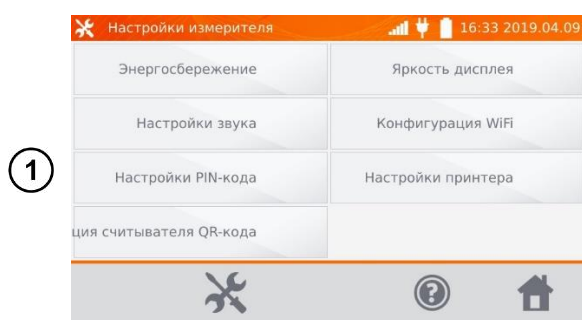 Настройки измерителя 16:33 2019.04.09
Энергосбережение Яркость дисплея
Настройки звука Конфигурация WiFi
1
Настройки PIN-кода Настройки принтера
ция считывателя QR-кода
?